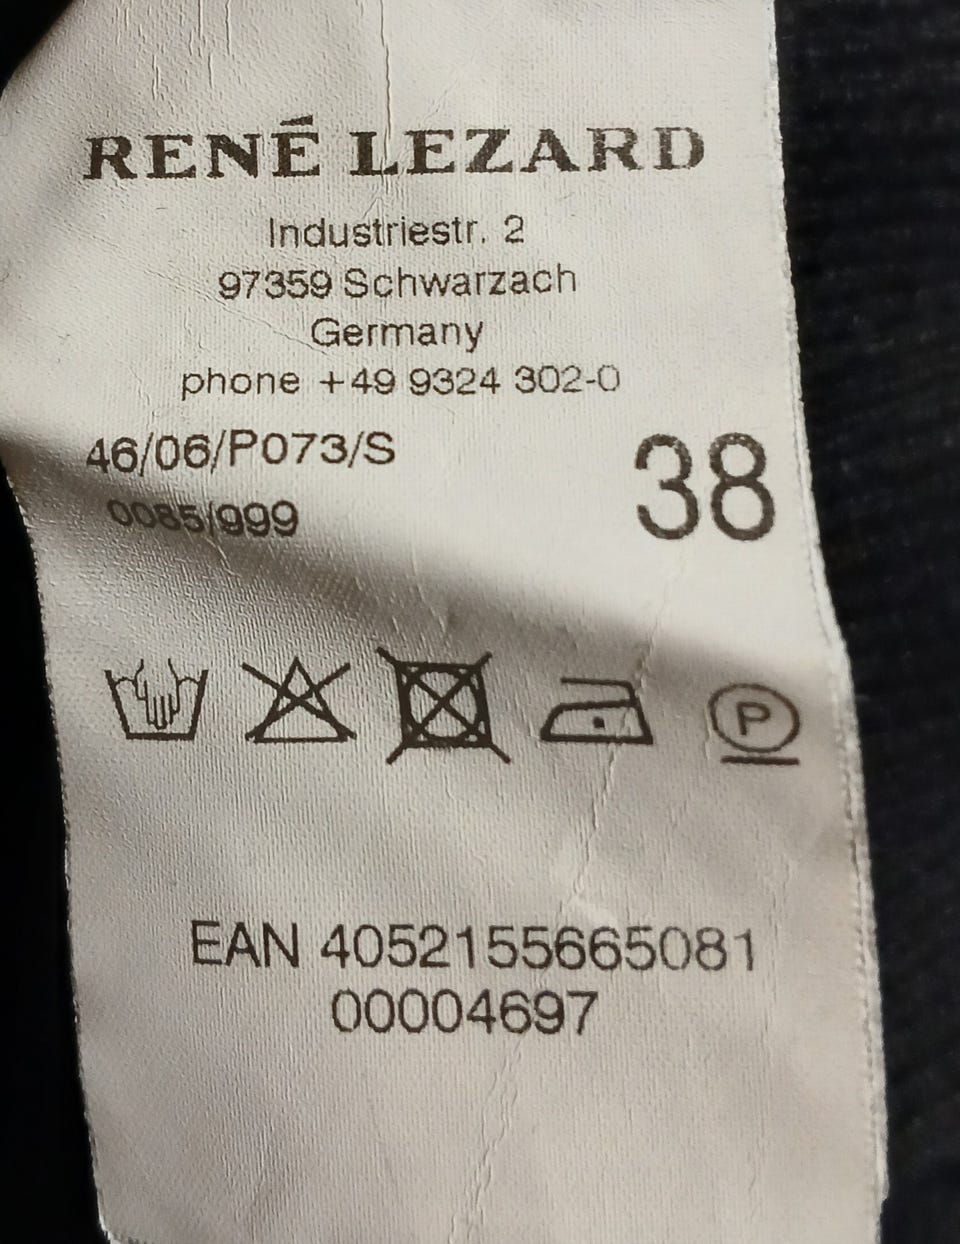 RENÉ LEZARD
Industriestr. 2
97359 Schwarzach
Germany
phone +49 9324 302-0
46/06/P073/S
38
0085/999
P
EAN 4052155665081
00004697